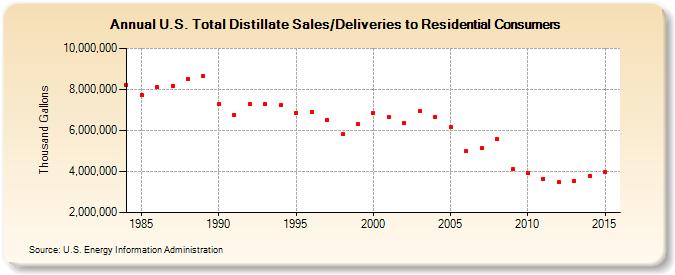 Annual U.S. Total Distillate Sales/Deliveries to Residential Consumers
Thousand Gallons
10,000,000
8,000,000
6,000,000
4,000,000
2,000,000
1985 1990 1995 2000 2005 2010 2015
Source: U.S. Energy Information Administration